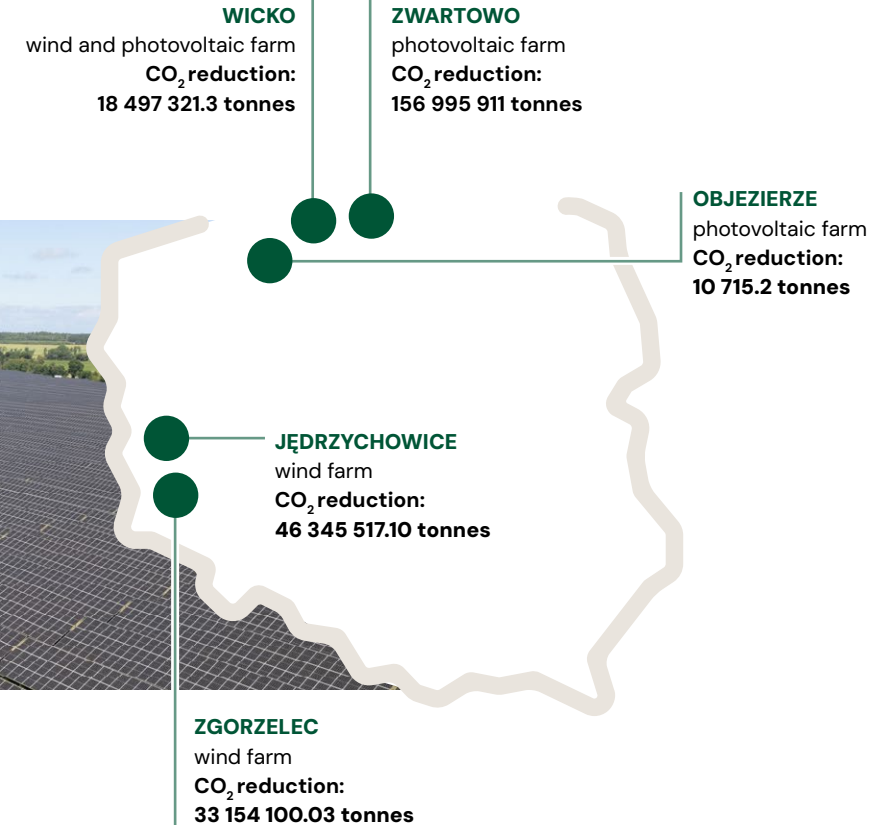 WICKO
wind and photovoltaic farm
CO₂ reduction:
18 497 321.3 tonnes
ZWARTOWO
photovoltaic farm
CO₂ reduction:
156 995 911 tonnes
OBJEZIERZE
photovoltaic farm
CO₂ reduction:
10 715.2 tonnes
JĘDRZYCHOWICE
wind farm
CO₂ reduction:
46 345 517.10 tonnes
ZGORZELEC
wind farm
CO₂ reduction:
33 154 100.03 tonnes